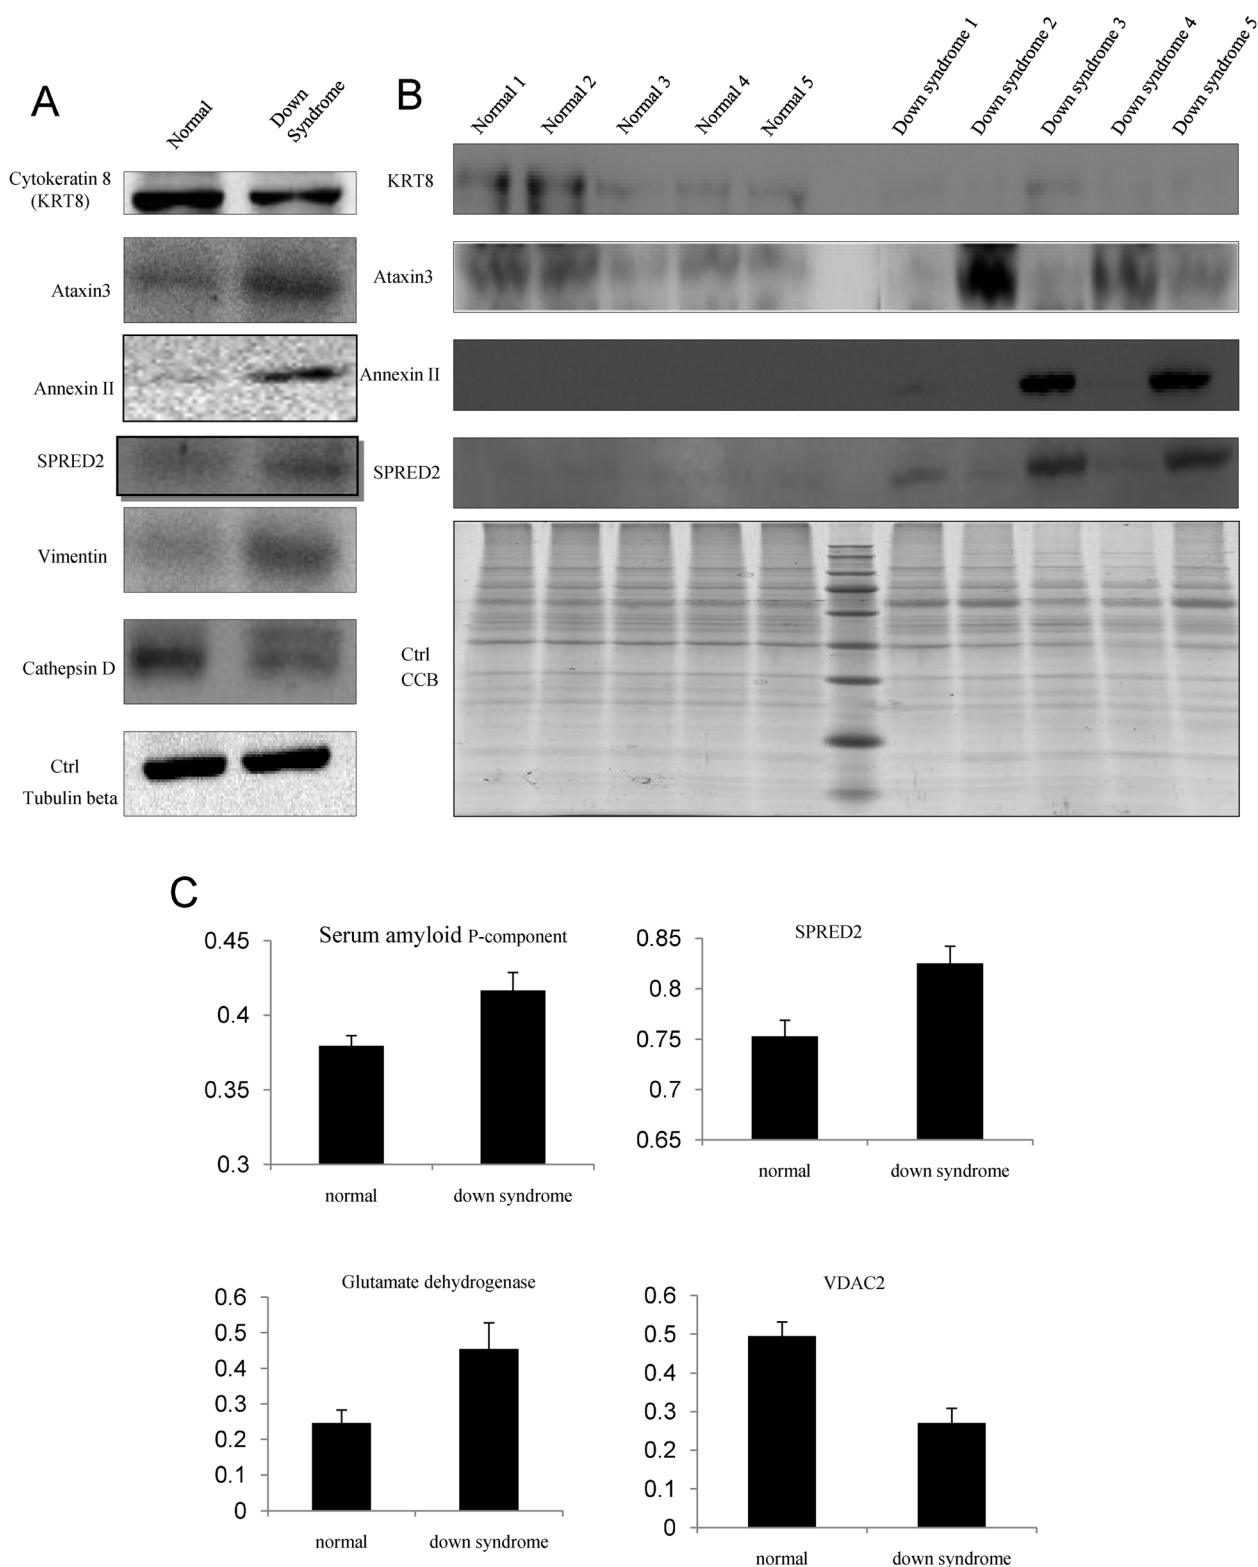 A
Normal
Down
Syndrome
Cytokeratin 8
(KRT8)
Ataxin3
Annexin II
SPRED2
Vimentin
Cathepsin D
Ctrl
Tubulin beta
B
Normal 1
Normal 2
Normal 3
Normal 4
Normal 5
Down syndrome 1
Down syndrome 2
Down syndrome 3
Down syndrome 4
Down syndrome 5
KRT8
Ataxin3
Annexin II
SPRED2
Ctrl
CCB
C
Serum amyloid P-component
0.45
0.4
0.35
0.3
normal
down syndrome
SPRED2
0.85
0.8
0.75
0.7
0.65
normal
down syndrome
Glutamate dehydrogenase
0.6
0.5
0.4
0.3
0.2
0.1
0
normal
down syndrome
VDAC2
0.6
0.5
0.4
0.3
0.2
0.1
0
normal
down syndrome